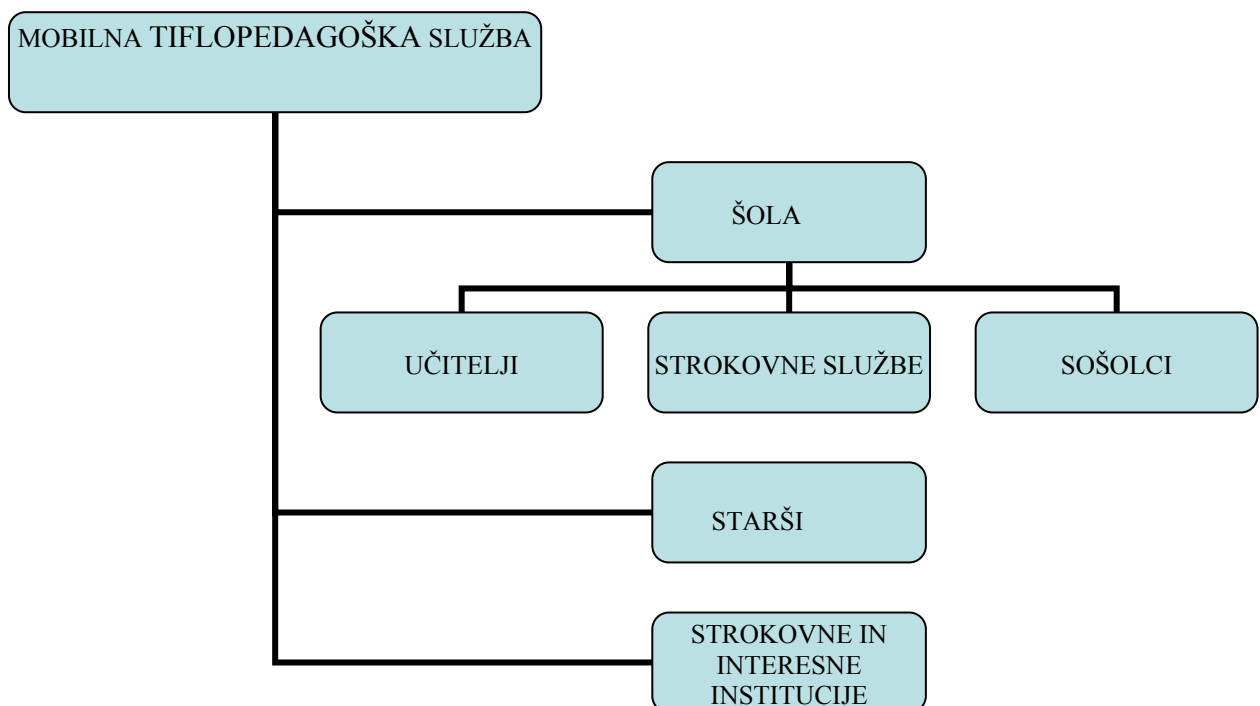 MOBILNA TIFLOPEDAGOŠKA SLUŽBA
ŠOLA
UČITELJI
STROKOVNE SLUŽBE
SOŠOLCI
STARŠI
STROKOVNE IN
INTERESNE
INSTITUCIJE